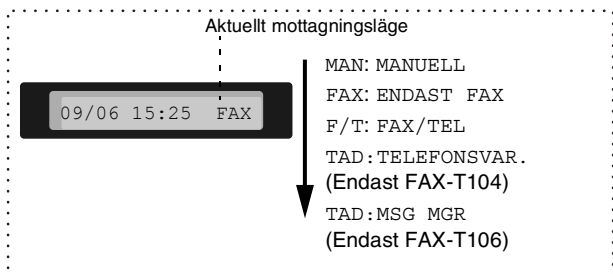 Aktuellt mottagningsläge
09/06 15:25 FAX
MAN: MANUELL
FAX: ENDAST FAX
F/T: FAX/TEL
TAD:TELEFONSVAR.
(Endast FAX-T104)
TAD:MSG MGR
(Endast FAX-T106)